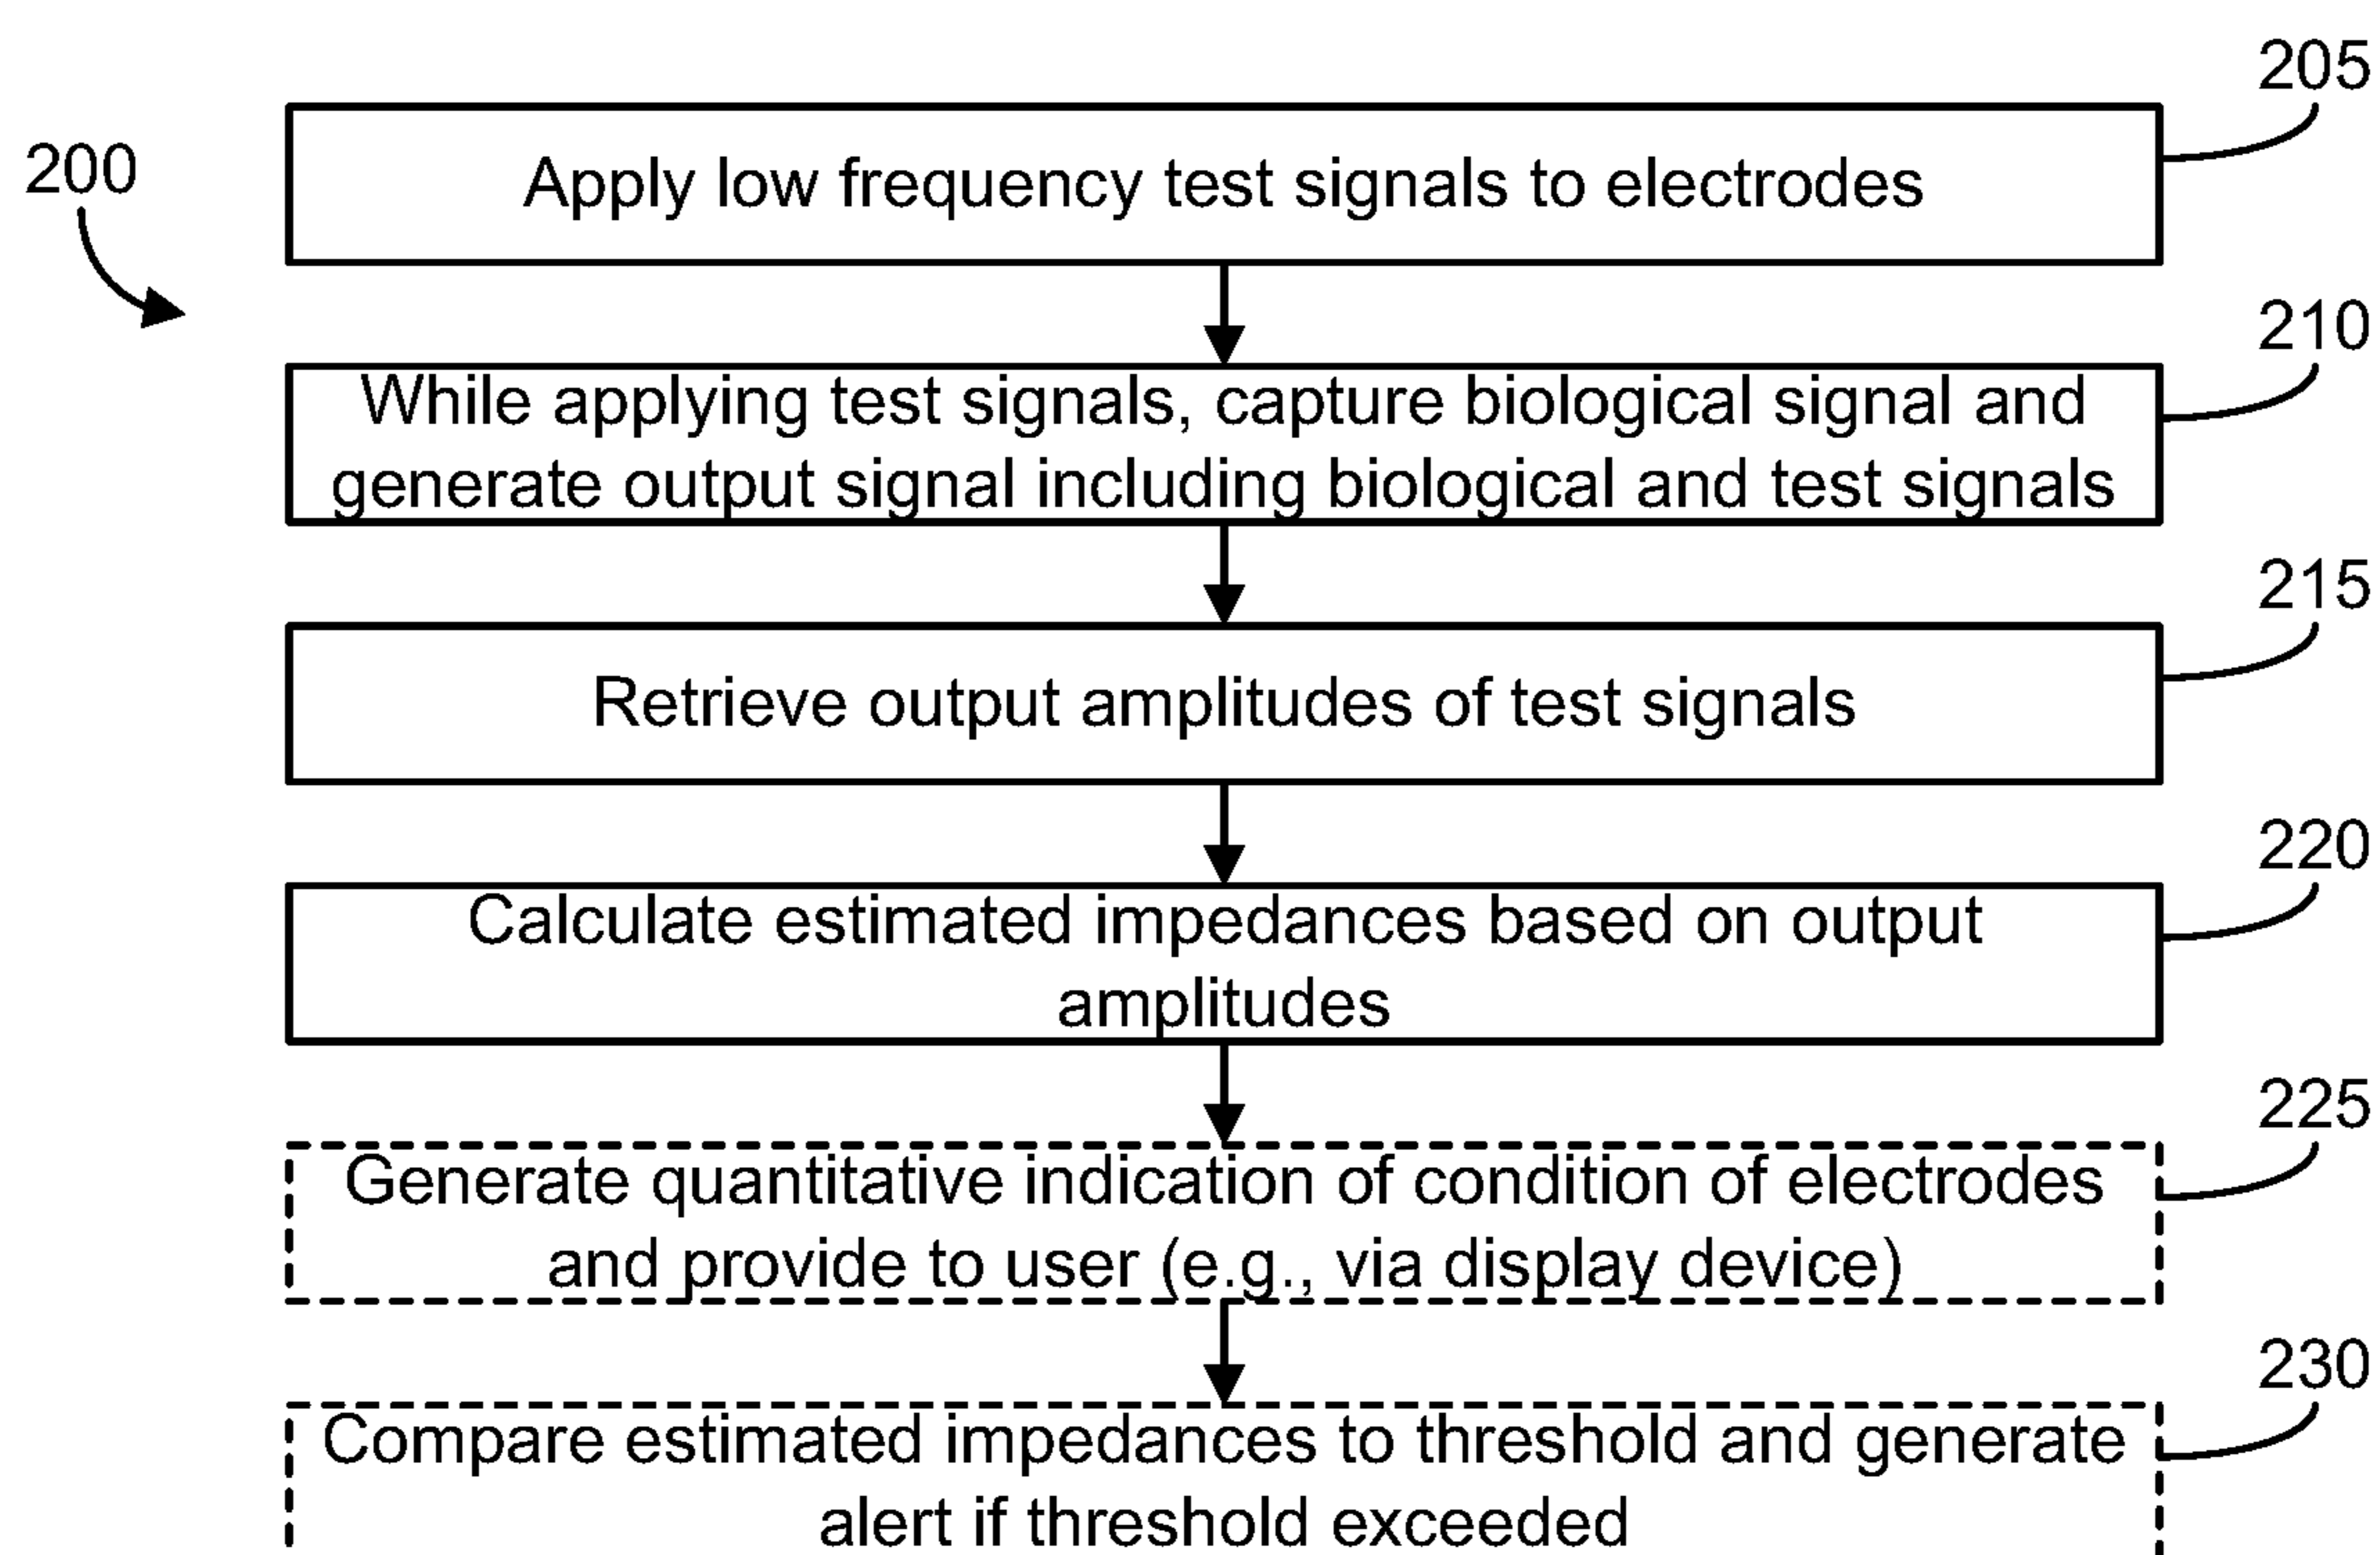 205
200
Apply low frequency test signals to electrodes
210
While applying test signals, capture biological signal and
generate output signal including biological and test signals
215
Retrieve output amplitudes of test signals
220
Calculate estimated impedances based on output
amplitudes
225
Generate quantitative indication of condition of electrodes
and provide to user (e.g., via display device)
230
Compare estimated impedances to threshold and generate
alert if threshold exceeded